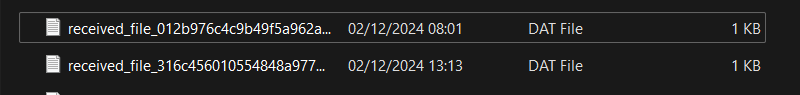 received_file_012b976c4c9b49f5a962a... 02/12/2024 08:01 DAT File 1 KB
received_file_316c456010554848a977... 02/12/2024 13:13 DAT File 1 KB